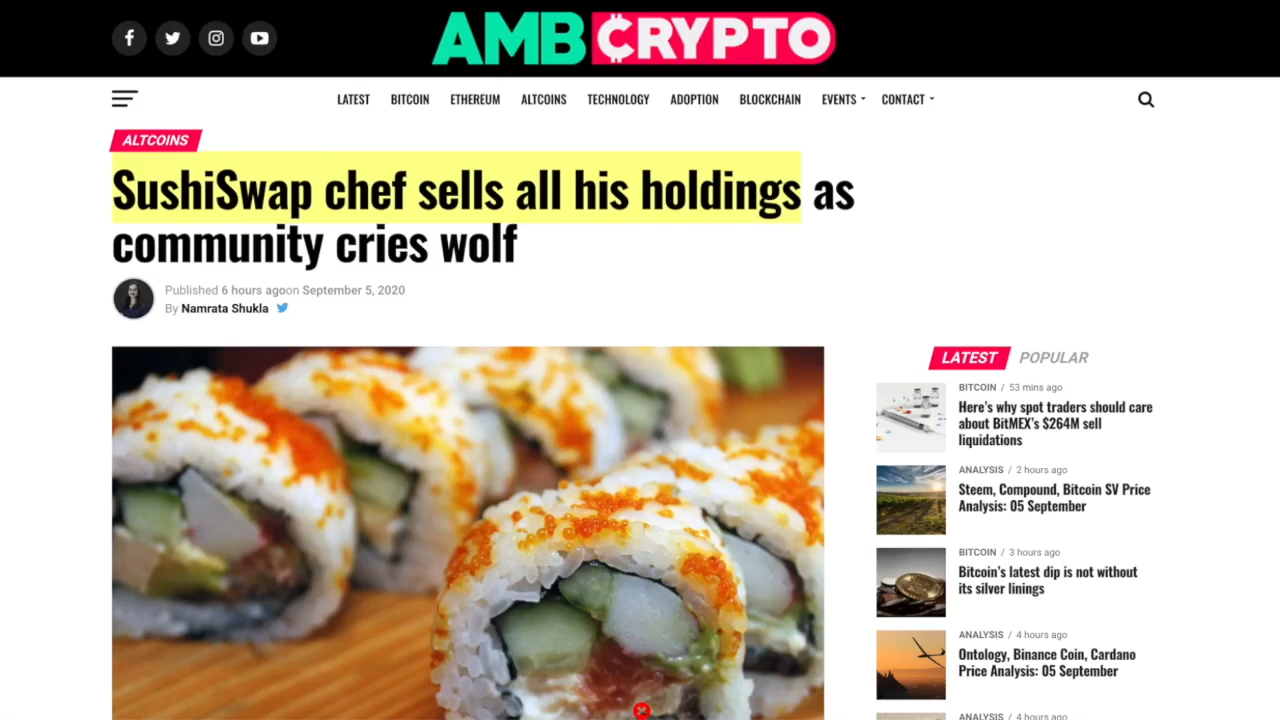 AMBCRYPTO
LATEST BITCOIN ETHEREUM ALTCOINS TECHNOLOGY ADOPTION BLOCKCHAIN EVENTS CONTACT
ALTCOINS
SushiSwap chef sells all his holdings as
community cries wolf
Published 6 hours agoon September 5, 2020
By Namrata Shukla
LATEST POPULAR
BITCOIN / 53 mins ago
Here's why spot traders should care
about BitMEX's $264M sell
liquidations
ANALYSIS / 2 hours ago
Steem, Compound, Bitcoin SV Price
Analysis: 05 September
BITCOIN / 3 hours ago
Bitcoin's latest dip is not without
its silver linings
ANALYSIS / 4 hours ago
Ontology, Binance Coin, Cardano
Price Analysis: 05 September
ANALYSIS / 4 hours ago